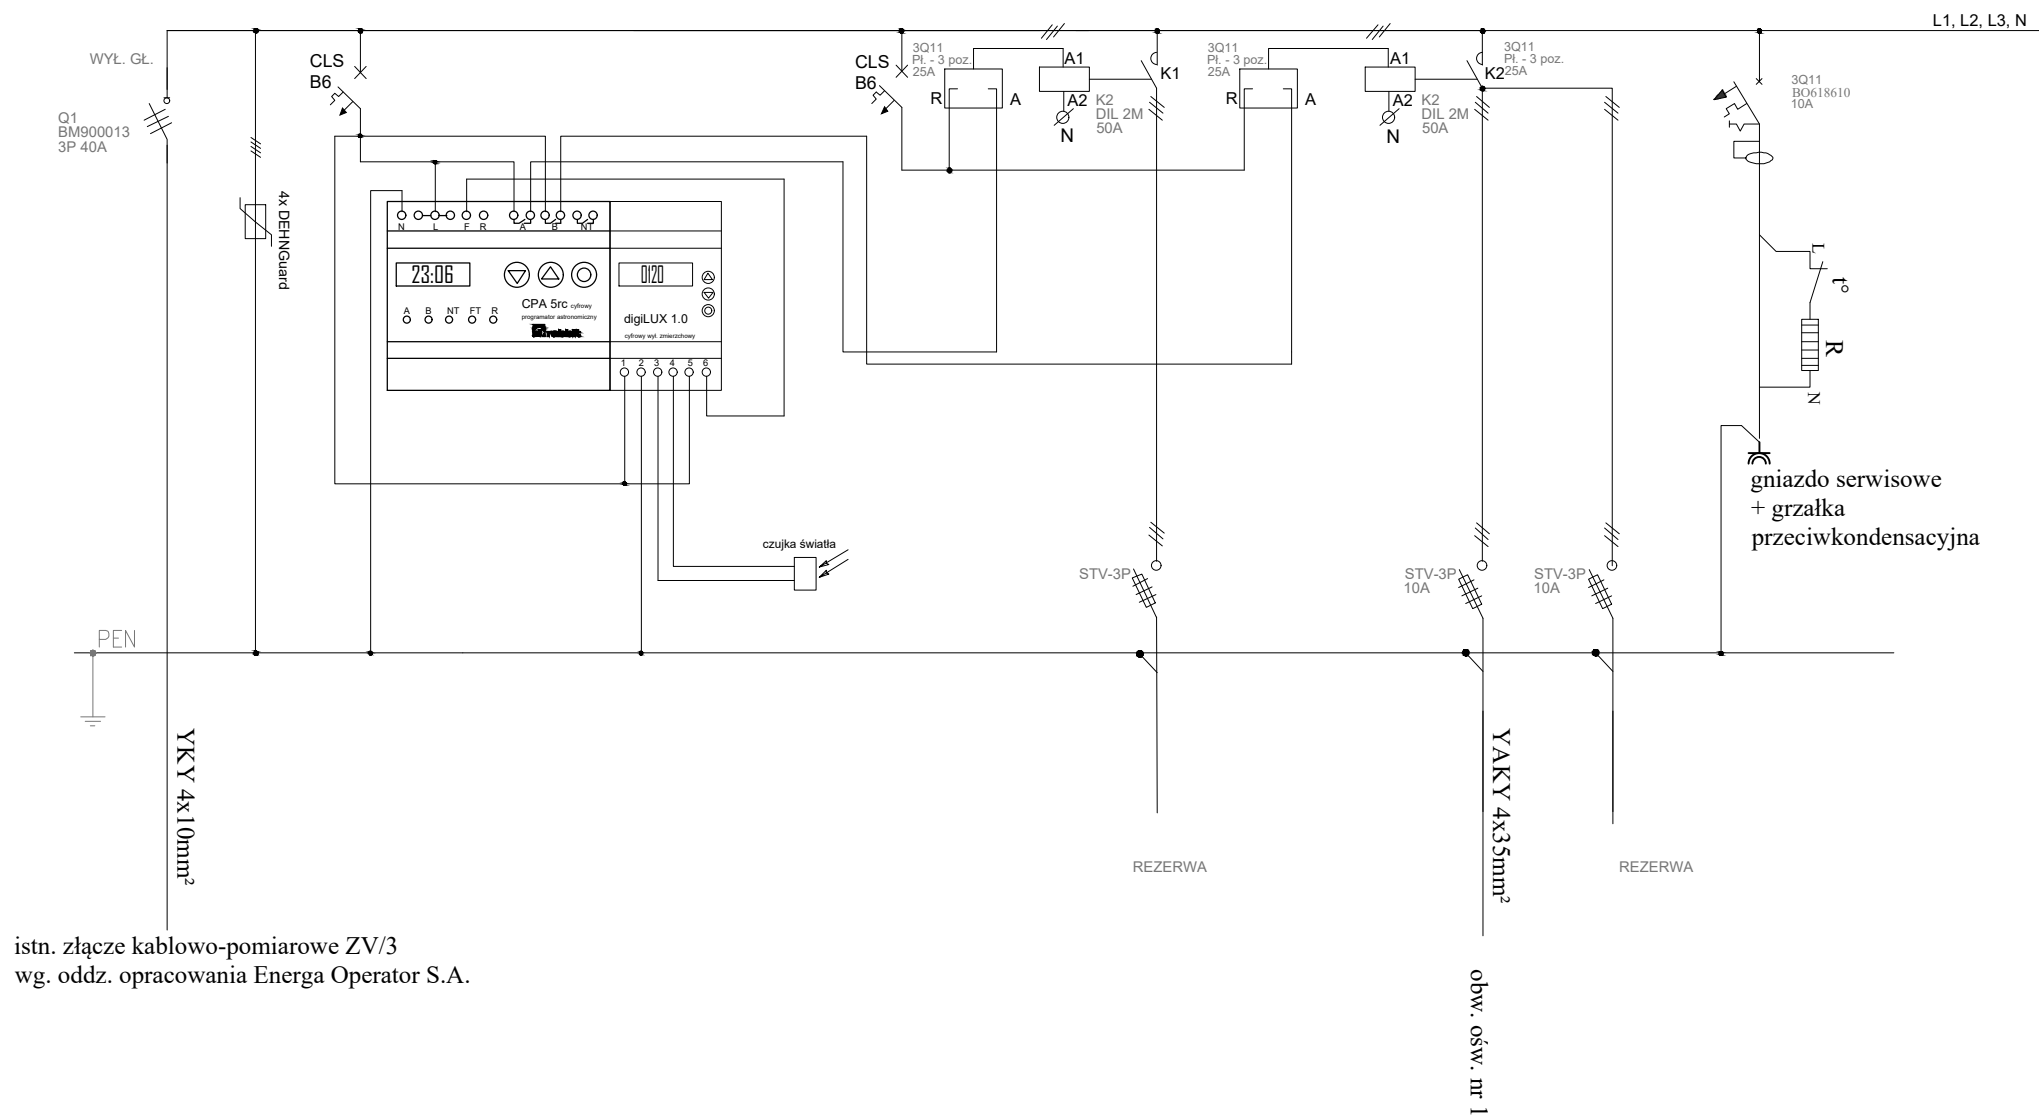 L1, L2, L3, N
WYŁ. GŁ.
Q1
BM900013
3P 40A
4x DEHNGuard
CLS
B6
CLS
B6
3Q11
Pł. - 3 poz.
25A
R
A
A1
A2
N
K2
DIL 2M
50A
K1
3Q11
Pł. - 3 poz.
25A
R
A
A1
A2
N
K2
DIL 2M
50A
K2
3Q11
Pł. - 3 poz.
25A
3Q11
BO618610
10A
N L F R A B NT
23:06
0120
CPA 5rc cyfrowy
programator astronomiczny
A B NT FT R
digiLUX 1.0
cyfrowy wył. zmierzchowy
1 2 3 4 5 6
L
t°
R
N
gniazdo serwisowe
+ grzałka
przeciwkondensacyjna
czujka światła
STV-3P
STV-3P
10A
STV-3P
10A
PEN
YKY 4x10mm²
YAKY 4x35mm²
REZERWA
REZERWA
istn. złącze kablowo-pomiarowe ZV/3
wg. oddz. opracowania Energa Operator S.A.
obw. ośw. nr 1